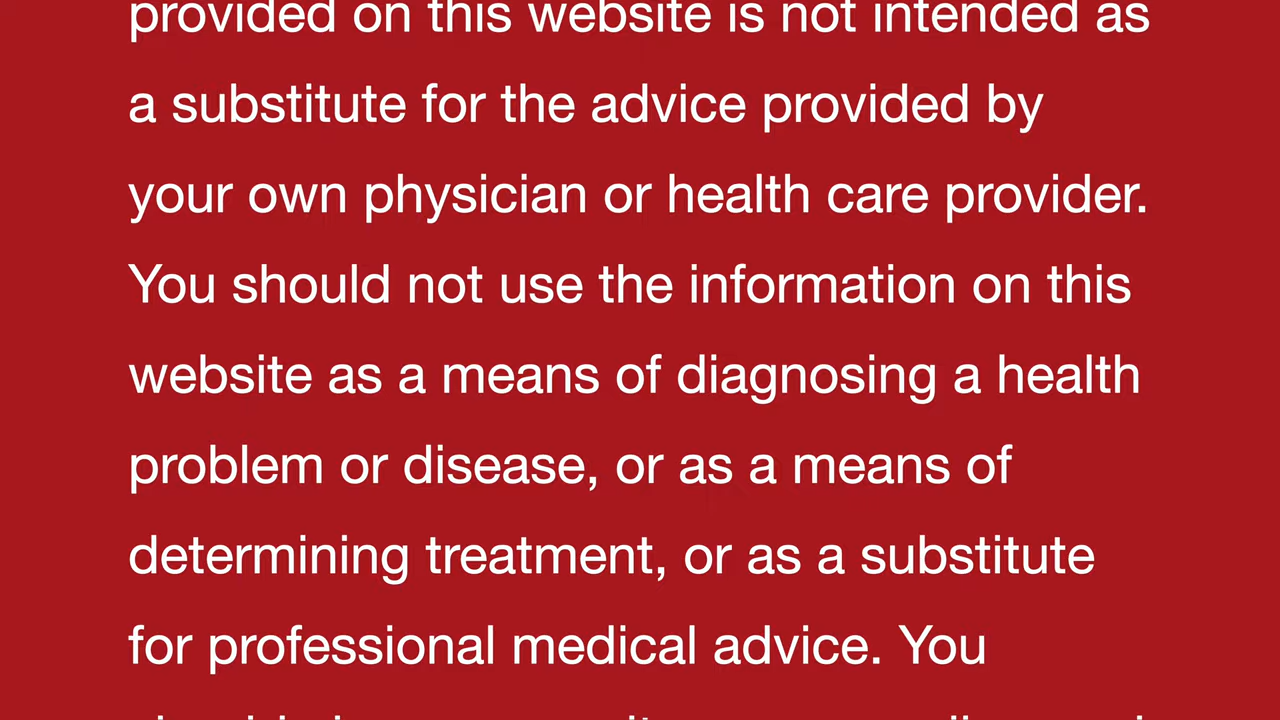 provided on this website is not intended as
a substitute for the advice provided by
your own physician or health care provider.
You should not use the information on this
website as a means of diagnosing a health
problem or disease, or as a means of
determining treatment, or as a substitute
for professional medical advice. You